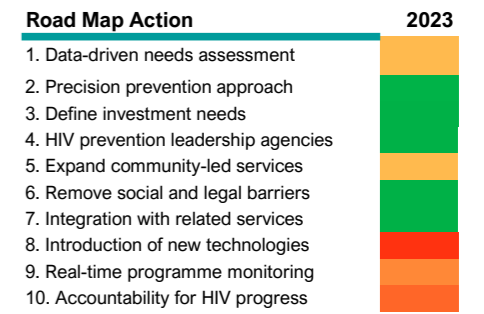 Road Map Action 2023
1. Data-driven needs assessment
2. Precision prevention approach
3. Define investment needs
4. HIV prevention leadership agencies
5. Expand community-led services
6. Remove social and legal barriers
7. Integration with related services
8. Introduction of new technologies
9. Real-time programme monitoring
10. Accountability for HIV progress